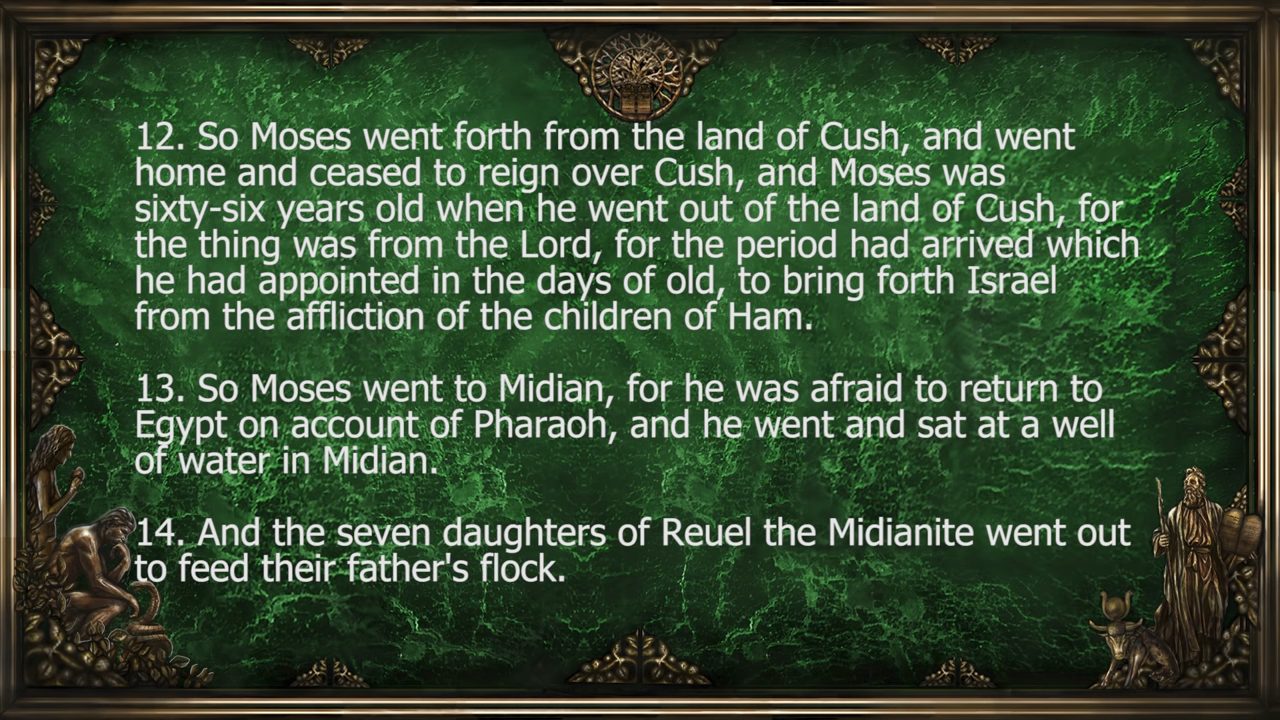 12. So Moses went forth from the land of Cush, and went
home and ceased to reign over Cush, and Moses was
sixty-six years old when he went out of the land of Cush, for
the thing was from the Lord, for the period had arrived which
he had appointed in the days of old, to bring forth Israel
from the affliction of the children of Ham.
13. So Moses went to Midian, for he was afraid to return to
Egypt on account of Pharaoh, and he went and sat at a well
of water in Midian.
14. And the seven daughters of Reuel the Midianite went out
to feed their father's flock.